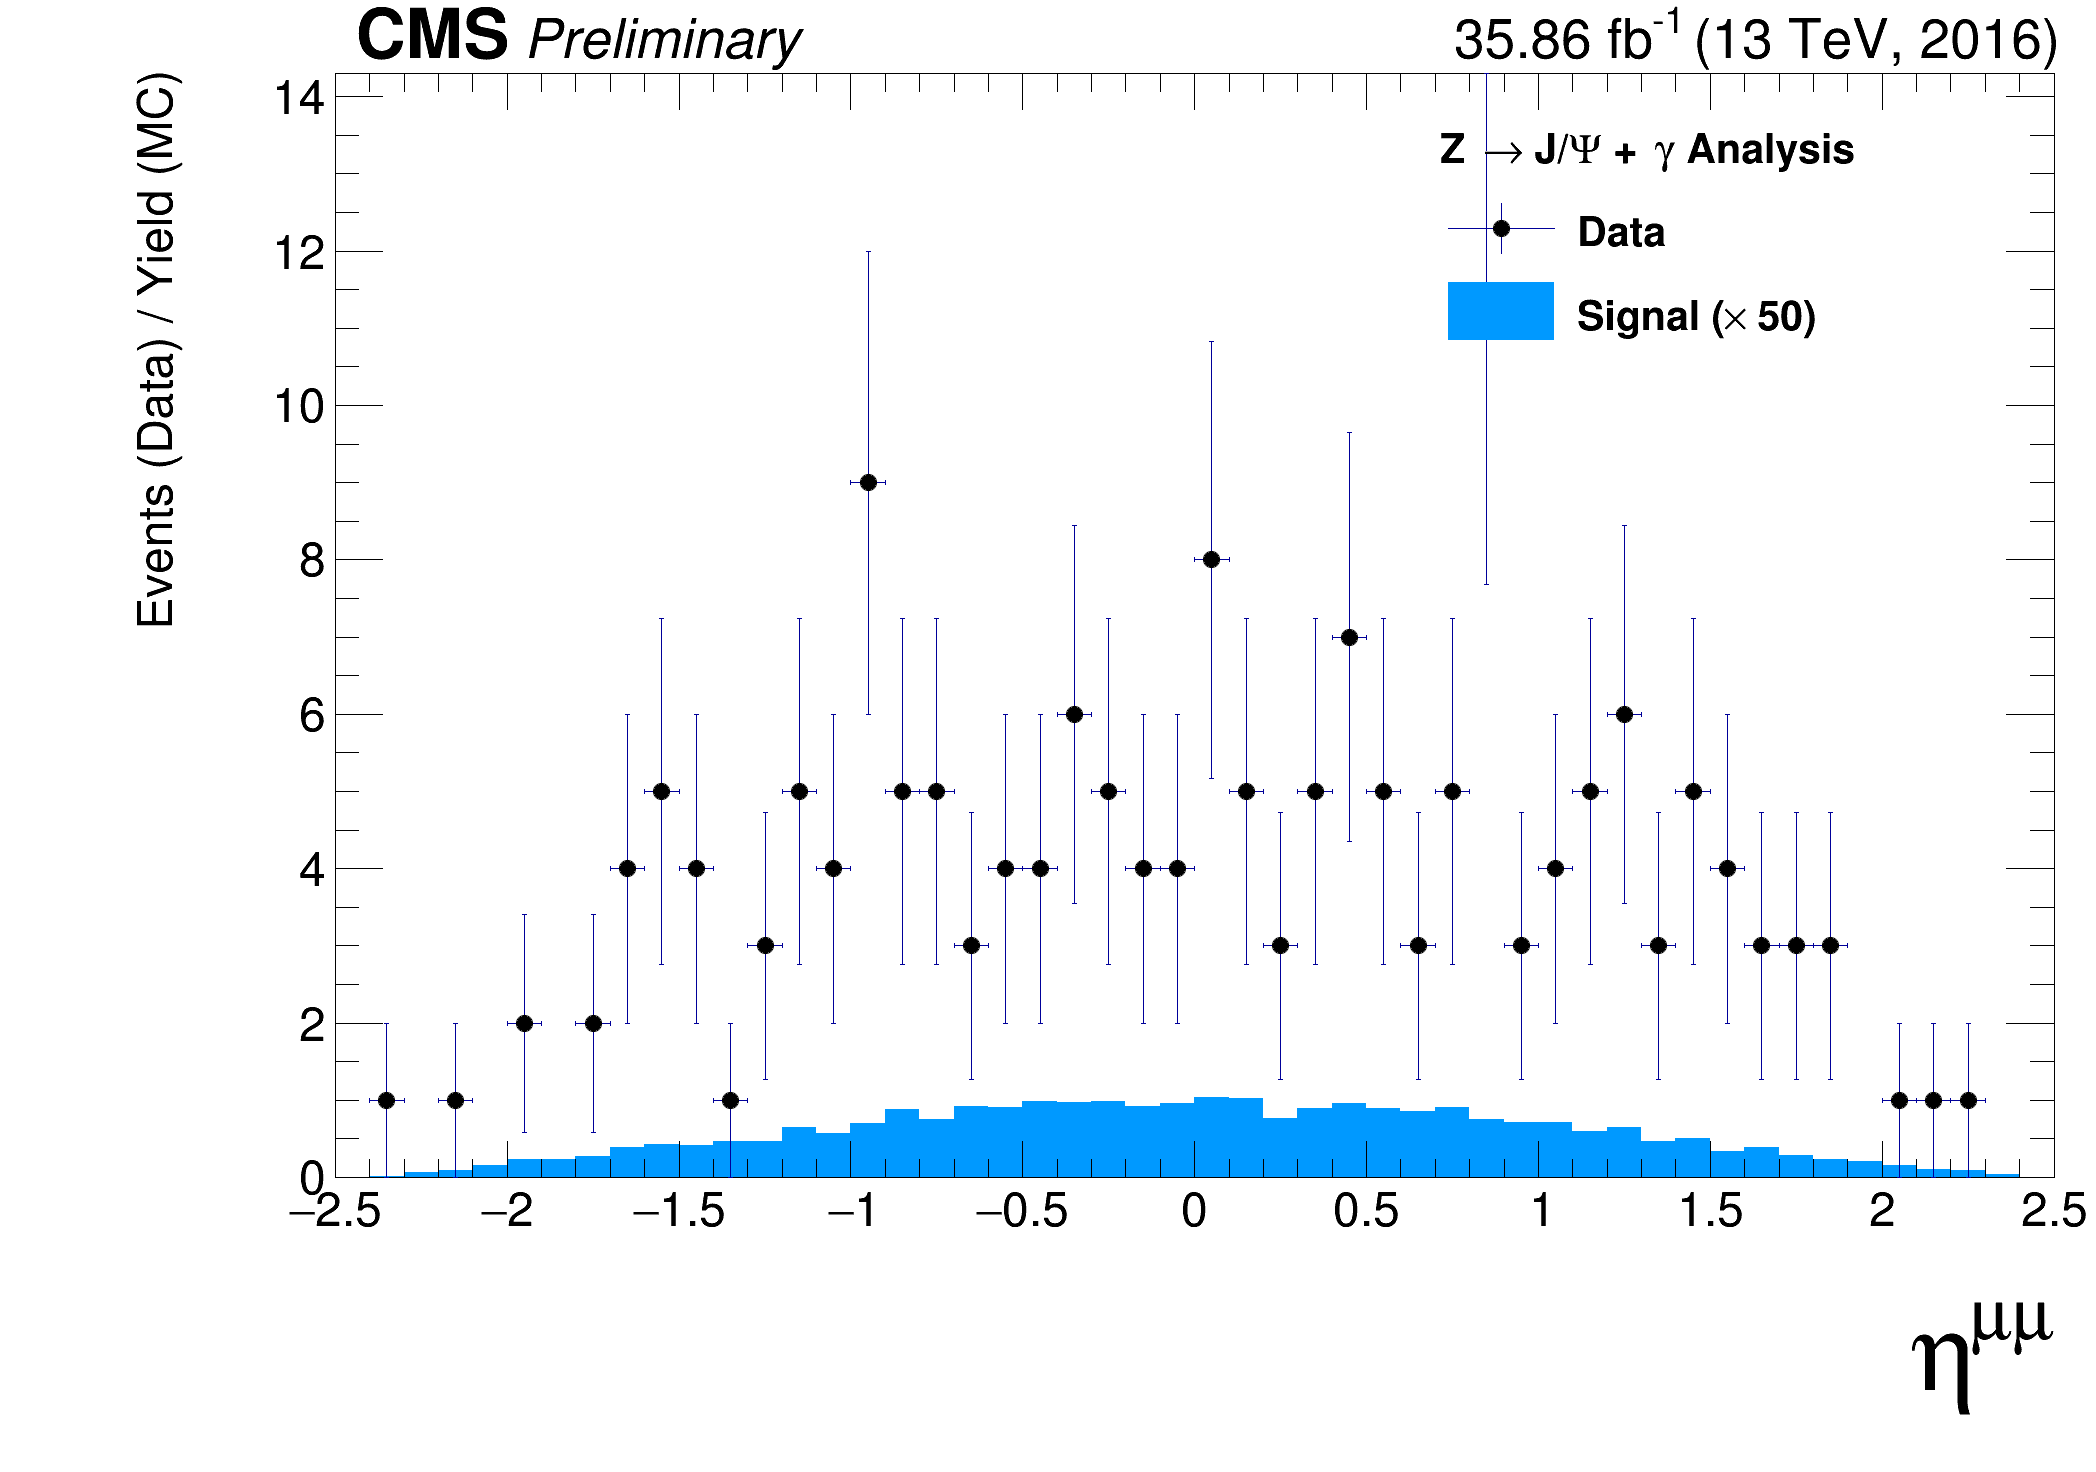 CMS Preliminary 35.86 fb-1 (13 TeV, 2016)
Events (Data) / Yield (MC)
Z → J/Ψ + γ Analysis
Data
Signal (× 50)
14
12
10
8
6
4
2
0
−2.5 −2 −1.5 −1 −0.5 0 0.5 1 1.5 2 2.5
ημμ